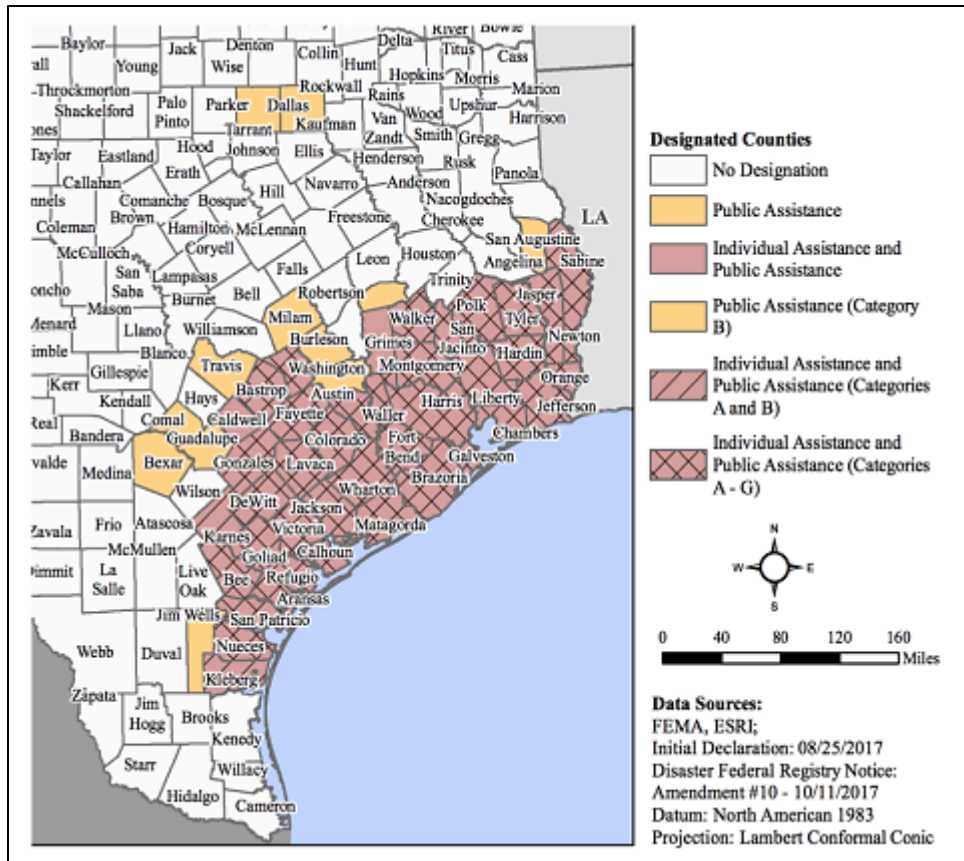 River Bowie
Delta Titus
Baylor Jack Denton Collin Cass
Young Wise Hunt Hopkins Morris
Throckmorton Rockwall Rains Marion
Shackelford Palo Pinto Parker Dallas Wood Upshur
Kaufman Van Zandt Harrison
Tarrant Smith Gregg
Taylor Eastland Hood Johnson Ellis Henderson Rusk
Callahan Erath Panola
Comanche Bosque Hill Navarro Anderson Nacogdoches
Coleman Brown Hamilton McLennan Freestone Cherokee LA
McCulloch Coryell San Augustine
San Saba Lampasas Falls Leon Houston Angelina Sabine
Mason Burnet Bell Robertson Trinity
Menard Llano Milam Walker Polk Jasper
Williamson Burleson Grimes San Jacinto Tyler Newton
Blanco Washington Montgomery Hardin
Gillespie Travis Bastrop Austin Orange
Kerr Hays Waller Harris Liberty Jefferson
Kendall Caldwell Fayette
Real Comal Colorado Fort Bend Chambers
Bandera Guadalupe Galveston
Medina Bexar Gonzales Lavaca Brazoria
Wilson Wharton
DeWitt Jackson
Zavala Frio Atascosa Victoria Matagorda
McMullen Karnes Calhoun
Dimmit La Salle Live Oak Goliad
Bee Refugio
Aransas
Jim Wells San Patricio
Webb Duval Nueces
Kleberg
Zapata Jim Hogg Brooks
Kenedy
Starr Willacy
Hidalgo Cameron
Designated Counties
No Designation
Public Assistance
Individual Assistance and
Public Assistance
Public Assistance (Category
B)
Individual Assistance and
Public Assistance (Categories
A and B)
Individual Assistance and
Public Assistance (Categories
A - G)
N
W E
S
0 40 80 120 160
Miles
Data Sources:
FEMA, ESRI;
Initial Declaration: 08/25/2017
Disaster Federal Registry Notice:
Amendment #10 - 10/11/2017
Datum: North American 1983
Projection: Lambert Conformal Conic